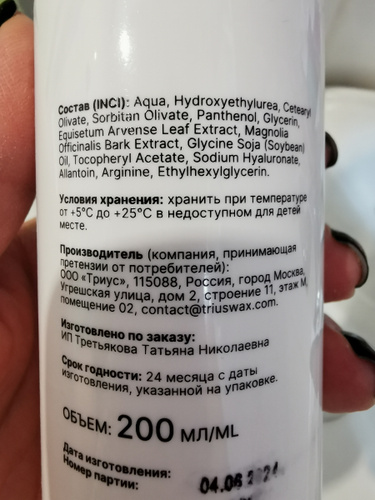 Состав (INCI): Aqua, Hydroxyethylurea, Cetearyl
Olivate, Sorbitan Olivate, Panthenol, Glycerin,
Equisetum Arvense Leaf Extract, Magnolia
Officinalis Bark Extract, Glycine Soja (Soybean)
Oil, Tocopheryl Acetate, Sodium Hyaluronate,
Allantoin, Arginine, Ethylhexylglycerin.
Условия хранения: хранить при температуре
от +5°C до +25°C в недоступном для детей
месте.
Производитель (компания, принимающая
претензии от потребителей):
ООО «Триус», 115088, Россия, город Москва,
Угрешская улица, дом 2, строение 11, этаж М,
помещение 02, contact@triuswax.com.
Изготовлено по заказу:
ИП Третьякова Татьяна Николаевна
Срок годности: 24 месяца с даты
изготовления, указанной на упаковке.
ОБЪЕМ: 200 МЛ/ML
Дата изготовления:
Номер партии:
04.06 2024